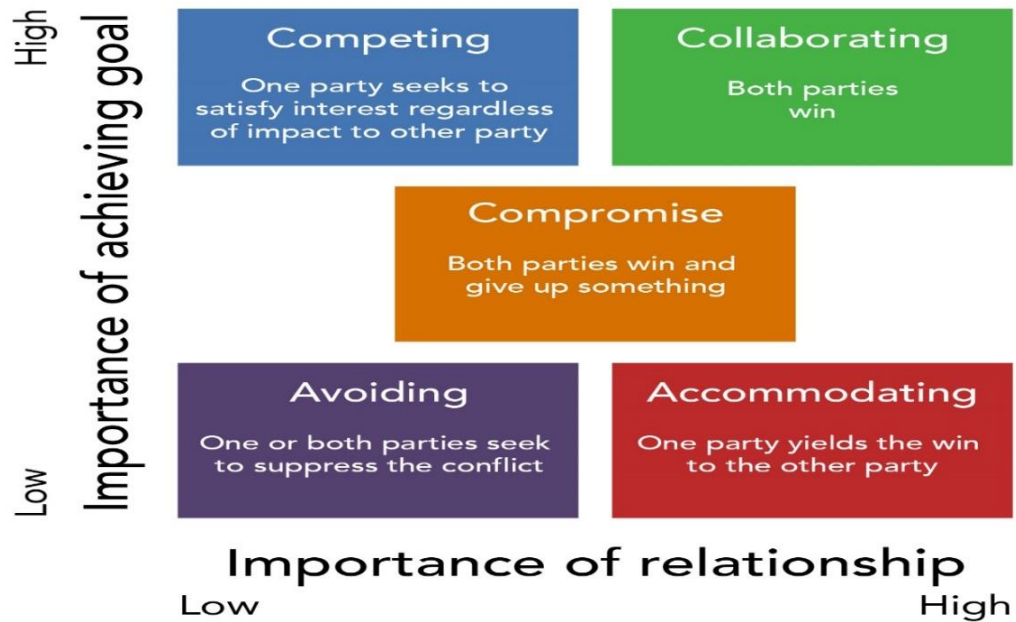 High
Importance of achieving goal
Low
Competing
One party seeks to
satisfy interest regardless
of impact to other party
Collaborating
Both parties
win
Compromise
Both parties win and
give up something
Avoiding
One or both parties seek
to suppress the conflict
Accommodating
One party yields the win
to the other party
Importance of relationship
Low
High